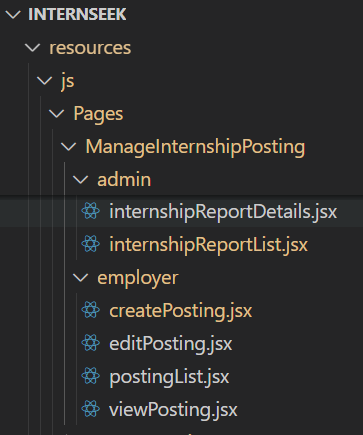 INTERNSEEK
resources
js
Pages
ManageInternshipPosting
admin
internshipReportDetails.jsx
internshipReportList.jsx
employer
createPosting.jsx
editPosting.jsx
postingList.jsx
viewPosting.jsx